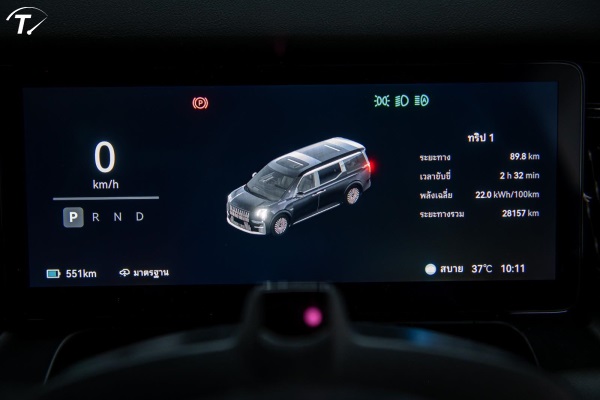 T.
0
km/h
P R N D
551km
มาตรฐาน
ทริป 1
ระยะทาง 89.8 km
เวลาขับขี่ 2 h 32 min
พลังเฉลี่ย 22.0 kWh/100km
ระยะทางรวม 28157 km
สบาย 37℃ 10:11